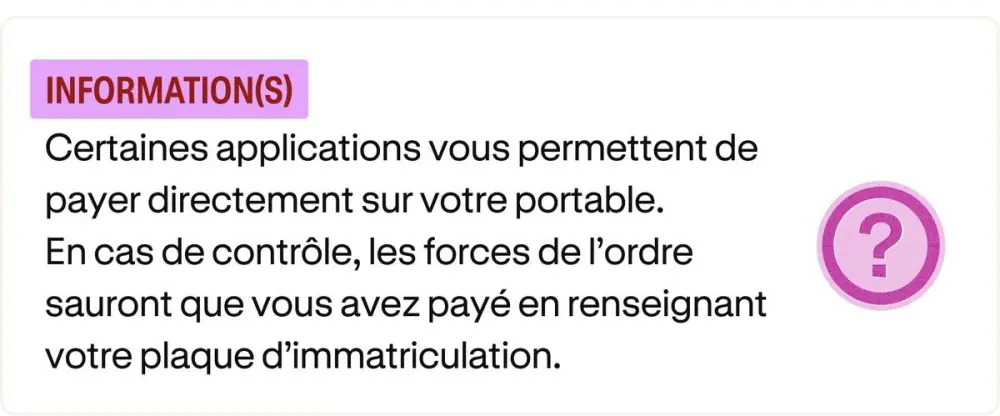 INFORMATION(S)
Certaines applications vous permettent de
payer directement sur votre portable.
En cas de contrôle, les forces de l’ordre
sauront que vous avez payé en renseignant
votre plaque d’immatriculation.
?